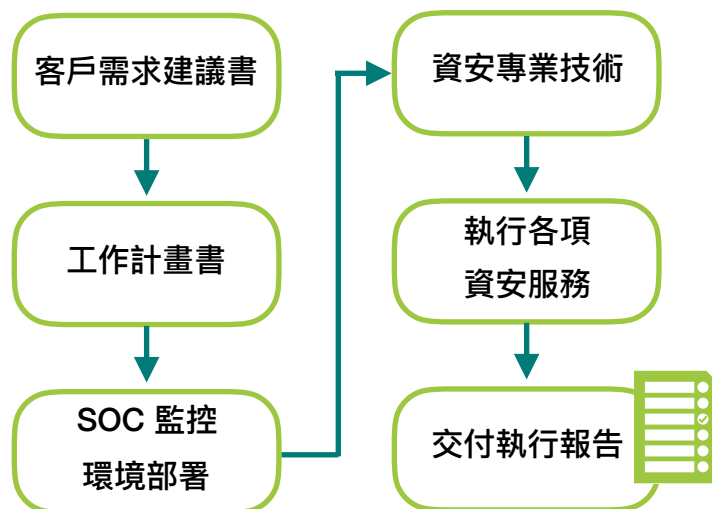 客戶需求建議書
工作計畫書
SOC 監控
環境部署
資安專業技術
執行各項
資安服務
交付執行報告